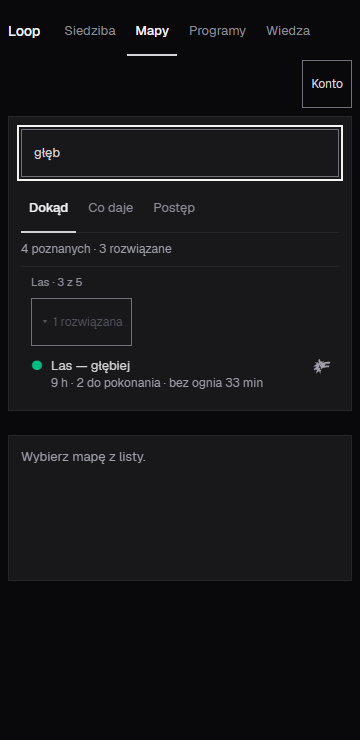 Loop Siedziba Mapy Programy Wiedza
Konto
głęb
Dokąd Co daje Postęp
4 poznanych · 3 rozwiązane
Las · 3 z 5
1 rozwiązana
Las — głębiej
9 h · 2 do pokonania · bez ognia 33 min
Wybierz mapę z listy.